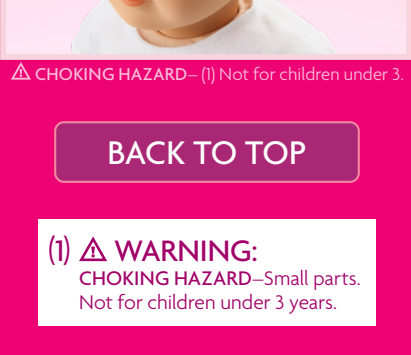 ⚠ CHOKING HAZARD– (1) Not for children under 3.
BACK TO TOP
(1) ⚠ WARNING:
CHOKING HAZARD–Small parts.
Not for children under 3 years.